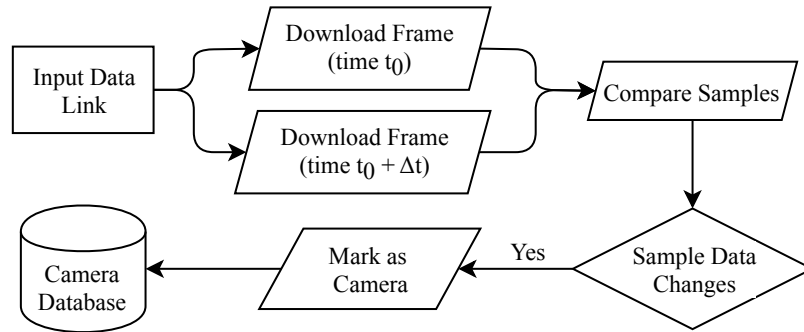 Input Data
Link
Download Frame
(time t0)
Download Frame
(time t0 + Δt)
Compare Samples
Sample Data
Changes
Yes
Mark as
Camera
Camera
Database